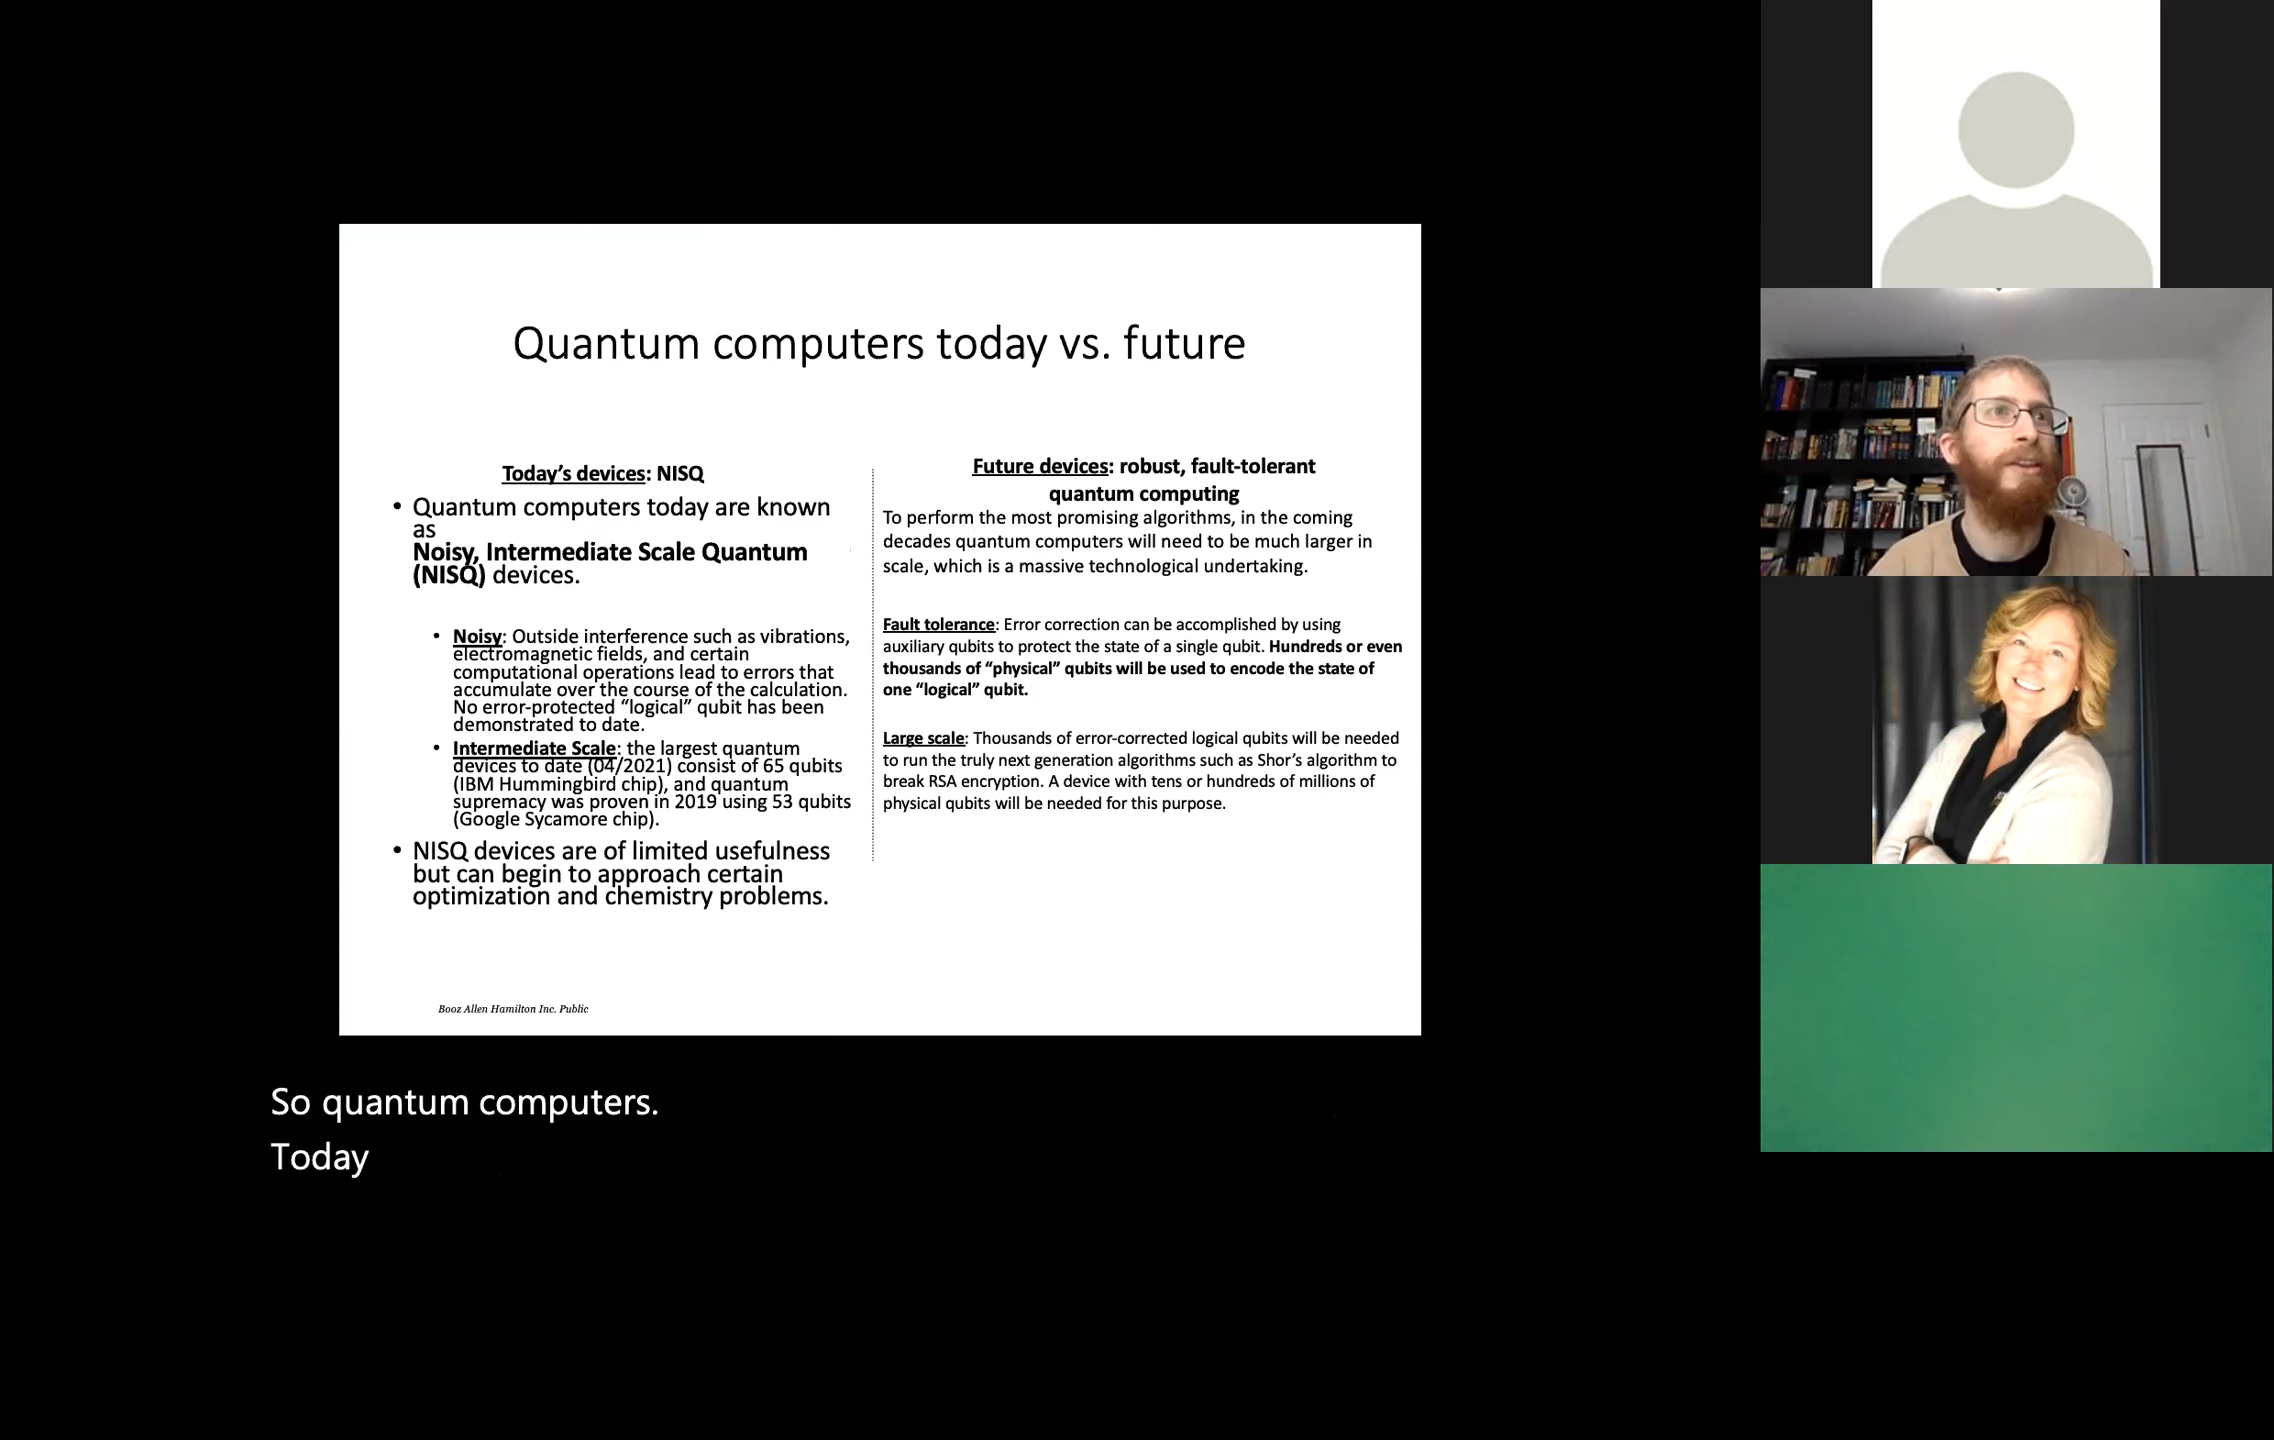 Quantum computers today vs. future
Today’s devices: NISQ
• Quantum computers today are known
as
Noisy, Intermediate Scale Quantum
(NISQ) devices.
• Noisy: Outside interference such as vibrations,
electromagnetic fields, and certain
computational operations lead to errors that
accumulate over the course of the calculation.
No error-protected “logical” qubit has been
demonstrated to date.
• Intermediate Scale: the largest quantum
devices to date (04/2021) consist of 65 qubits
(IBM Hummingbird chip), and quantum
supremacy was proven in 2019 using 53 qubits
(Google Sycamore chip).
• NISQ devices are of limited usefulness
but can begin to approach certain
optimization and chemistry problems.
Future devices: robust, fault-tolerant
quantum computing
To perform the most promising algorithms, in the coming
decades quantum computers will need to be much larger in
scale, which is a massive technological undertaking.
Fault tolerance: Error correction can be accomplished by using
auxiliary qubits to protect the state of a single qubit. Hundreds or even
thousands of “physical” qubits will be used to encode the state of
one “logical” qubit.
Large scale: Thousands of error-corrected logical qubits will be needed
to run the truly next generation algorithms such as Shor’s algorithm to
break RSA encryption. A device with tens or hundreds of millions of
physical qubits will be needed for this purpose.
Booz Allen Hamilton Inc. Public
So quantum computers.
Today